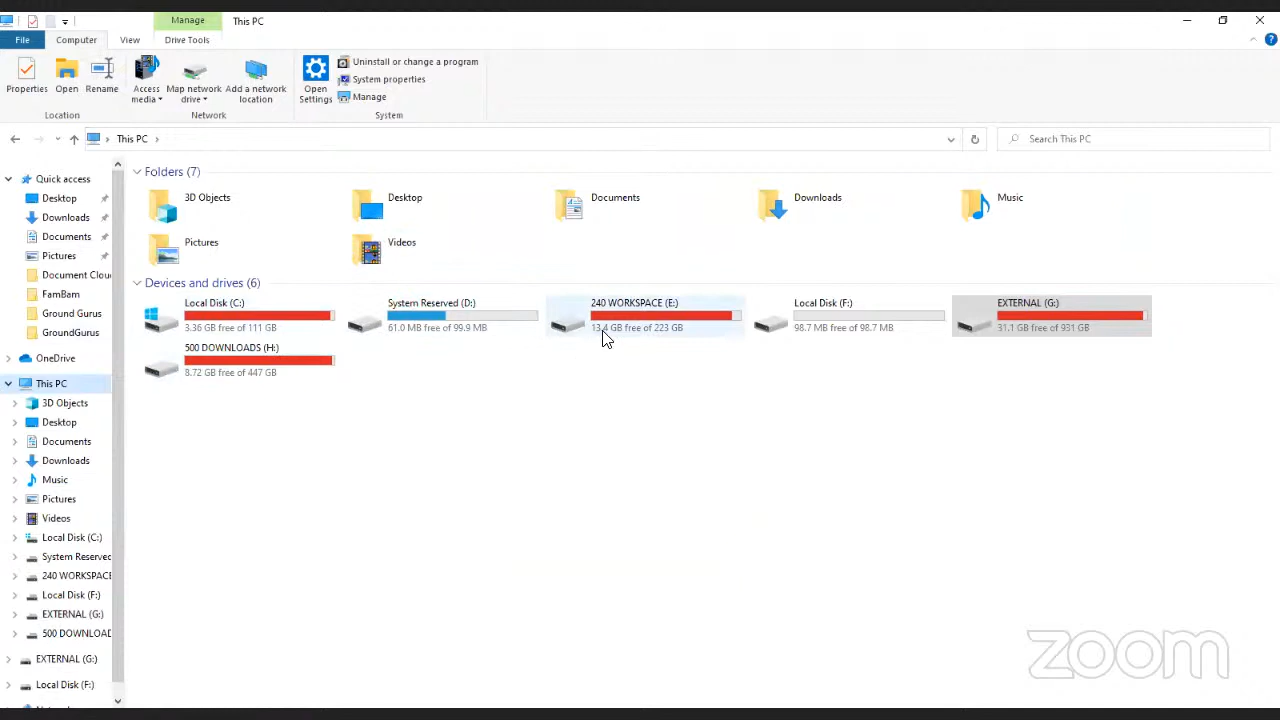 Manage
This PC
File
Computer
View
Drive Tools
Properties
Open
Rename
Access media
Map network drive
Add a network location
Open Settings
Uninstall or change a program
System properties
Manage
Location
Network
System
This PC
Search This PC
Quick access
Desktop
Downloads
Documents
Pictures
Document Clou
FamBam
Ground Gurus
GroundGurus
OneDrive
This PC
3D Objects
Desktop
Documents
Downloads
Music
Pictures
Videos
Local Disk (C:)
System Reserved
240 WORKSPACE
Local Disk (F:)
EXTERNAL (G:)
500 DOWNLOAD
EXTERNAL (G:)
Local Disk (F:)
Folders (7)
3D Objects
Desktop
Documents
Downloads
Music
Pictures
Videos
Devices and drives (6)
Local Disk (C:)
3.36 GB free of 111 GB
System Reserved (D:)
61.0 MB free of 99.9 MB
240 WORKSPACE (E:)
13.4 GB free of 223 GB
Local Disk (F:)
98.7 MB free of 98.7 MB
EXTERNAL (G:)
31.1 GB free of 931 GB
500 DOWNLOADS (H:)
8.72 GB free of 447 GB
zoom